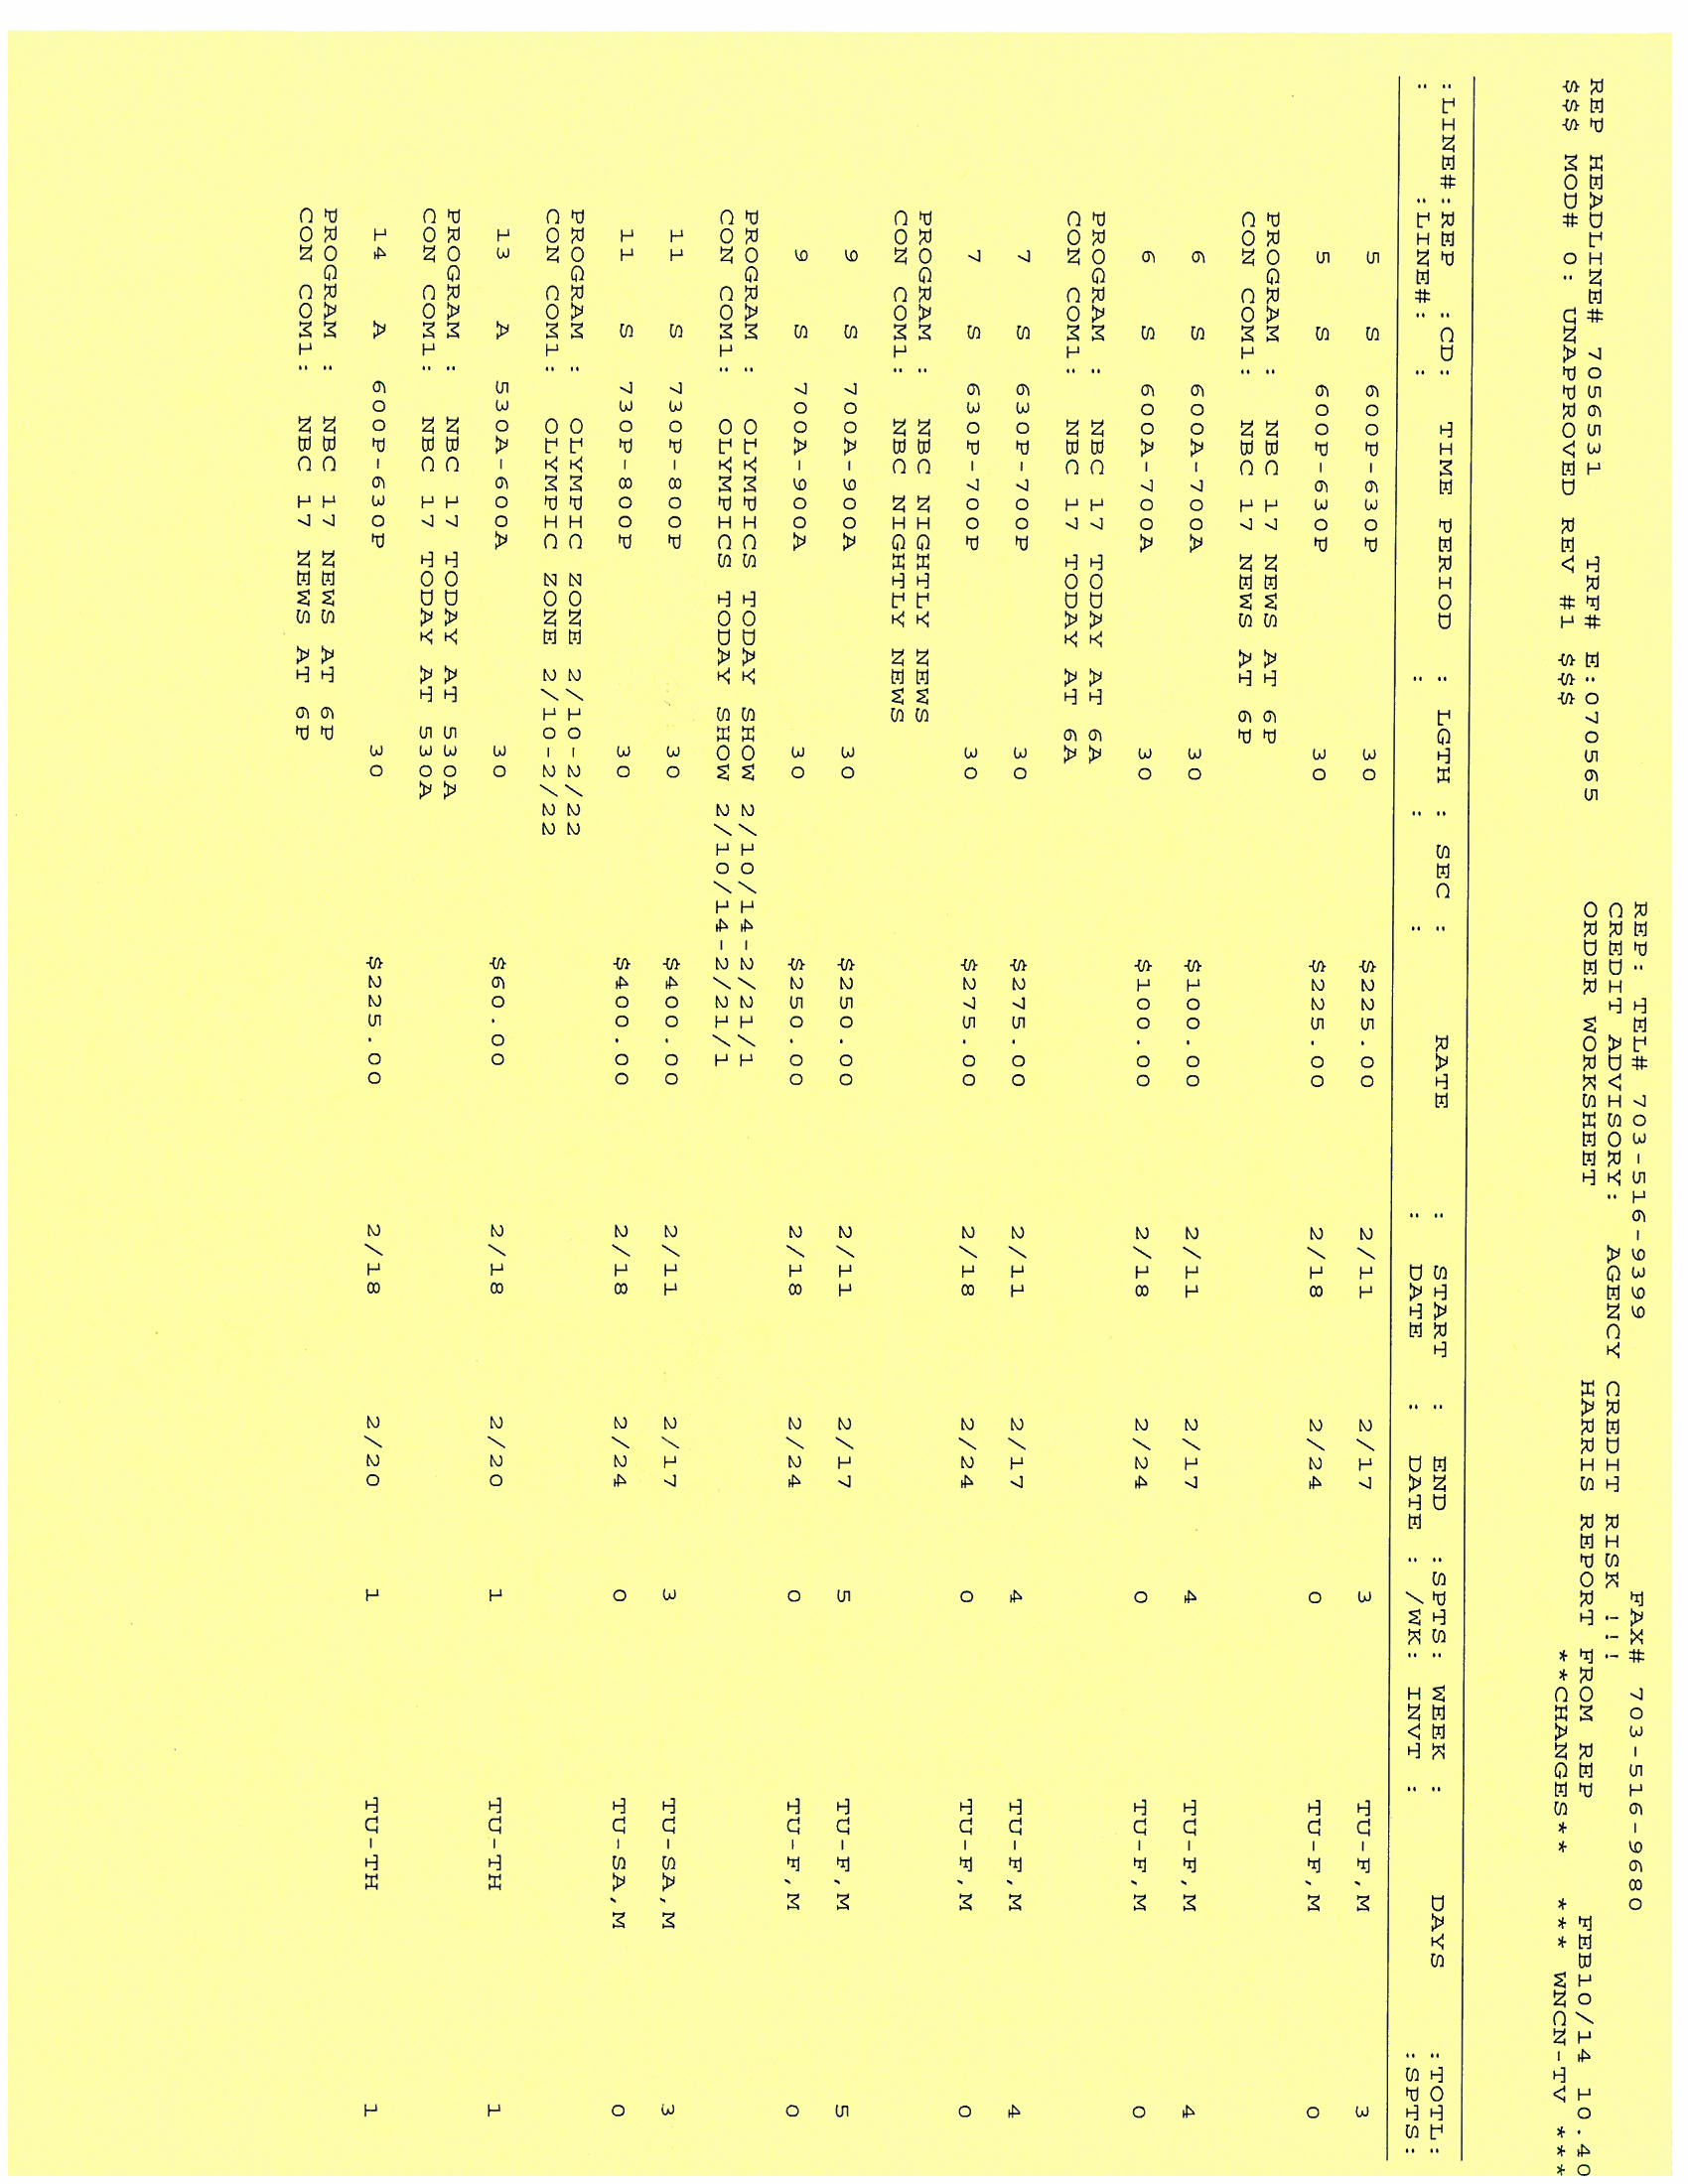 REP: TEL# 703-516-9399 FAX# 703-516-9680
CREDIT ADVISORY: AGENCY CREDIT RISK !!!
REP HEADLINE# 7056531 TRF# E:070565 ORDER WORKSHEET HARRIS REPORT FROM REP FEB10/14 10.40
$$$ MOD# 0: UNAPPROVED REV #1 $$$ **CHANGES** *** WNCN-TV ***
:LINE#:REP :CD: TIME PERIOD : LGTH : SEC : RATE : START : END :SPTS: WEEK : DAYS :TOTL:
: :LINE#: : : : : DATE : DATE : /WK: INVT : :SPTS:
5 S 600P-630P 30 $225.00 2/11 2/17 3 TU-F,M 3
5 S 600P-630P 30 $225.00 2/18 2/24 0 TU-F,M 0
PROGRAM : NBC 17 NEWS AT 6P
CON COM1: NBC 17 NEWS AT 6P
6 S 600A-700A 30 $100.00 2/11 2/17 4 TU-F,M 4
6 S 600A-700A 30 $100.00 2/18 2/24 0 TU-F,M 0
PROGRAM : NBC 17 TODAY AT 6A
CON COM1: NBC 17 TODAY AT 6A
7 S 630P-700P 30 $275.00 2/11 2/17 4 TU-F,M 4
7 S 630P-700P 30 $275.00 2/18 2/24 0 TU-F,M 0
PROGRAM : NBC NIGHTLY NEWS
CON COM1: NBC NIGHTLY NEWS
9 S 700A-900A 30 $250.00 2/11 2/17 5 TU-F,M 5
9 S 700A-900A 30 $250.00 2/18 2/24 0 TU-F,M 0
PROGRAM : OLYMPICS TODAY SHOW 2/10/14-2/21/1
CON COM1: OLYMPICS TODAY SHOW 2/10/14-2/21/1
11 S 730P-800P 30 $400.00 2/11 2/17 3 TU-SA,M 3
11 S 730P-800P 30 $400.00 2/18 2/24 0 TU-SA,M 0
PROGRAM : OLYMPIC ZONE 2/10-2/22
CON COM1: OLYMPIC ZONE 2/10-2/22
13 A 530A-600A 30 $60.00 2/18 2/20 1 TU-TH 1
PROGRAM : NBC 17 TODAY AT 530A
CON COM1: NBC 17 TODAY AT 530A
14 A 600P-630P 30 $225.00 2/18 2/20 1 TU-TH 1
PROGRAM : NBC 17 NEWS AT 6P
CON COM1: NBC 17 NEWS AT 6P